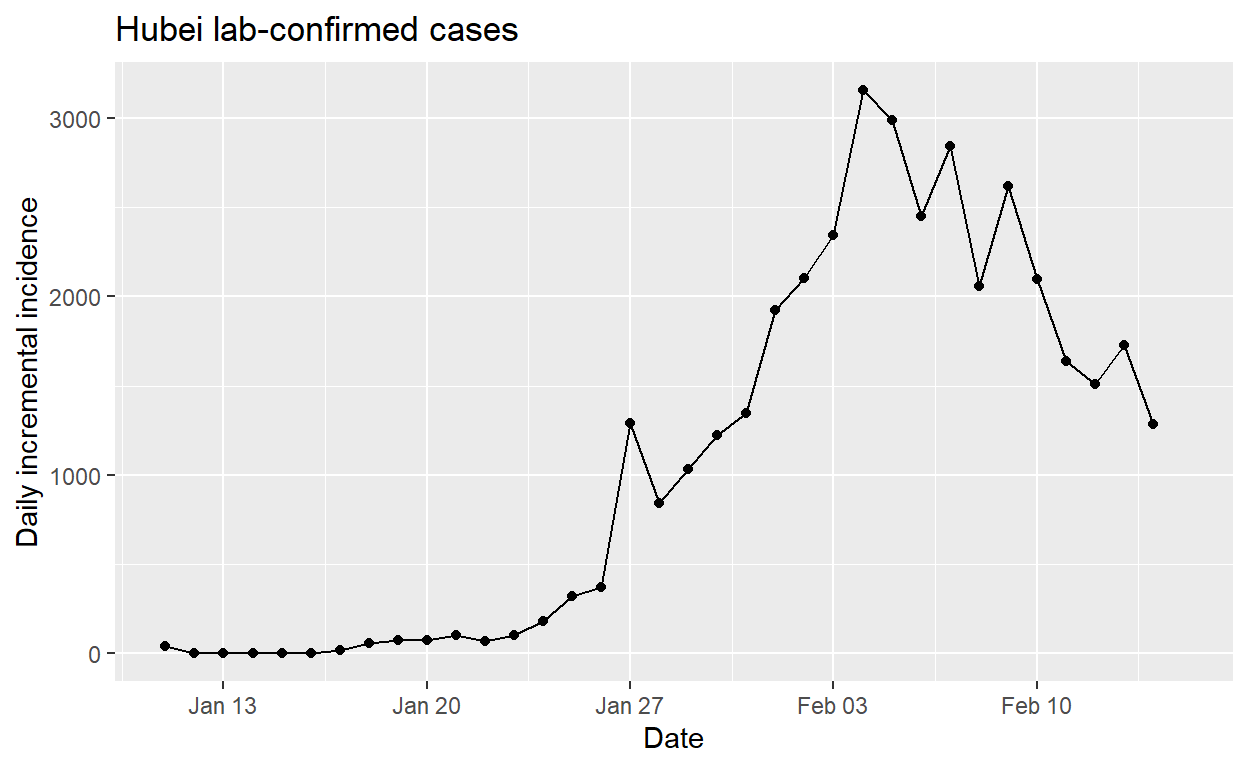 Hubei lab-confirmed cases
Daily incremental incidence
3000
2000
1000
0
Jan 13
Jan 20
Jan 27
Feb 03
Feb 10
Date